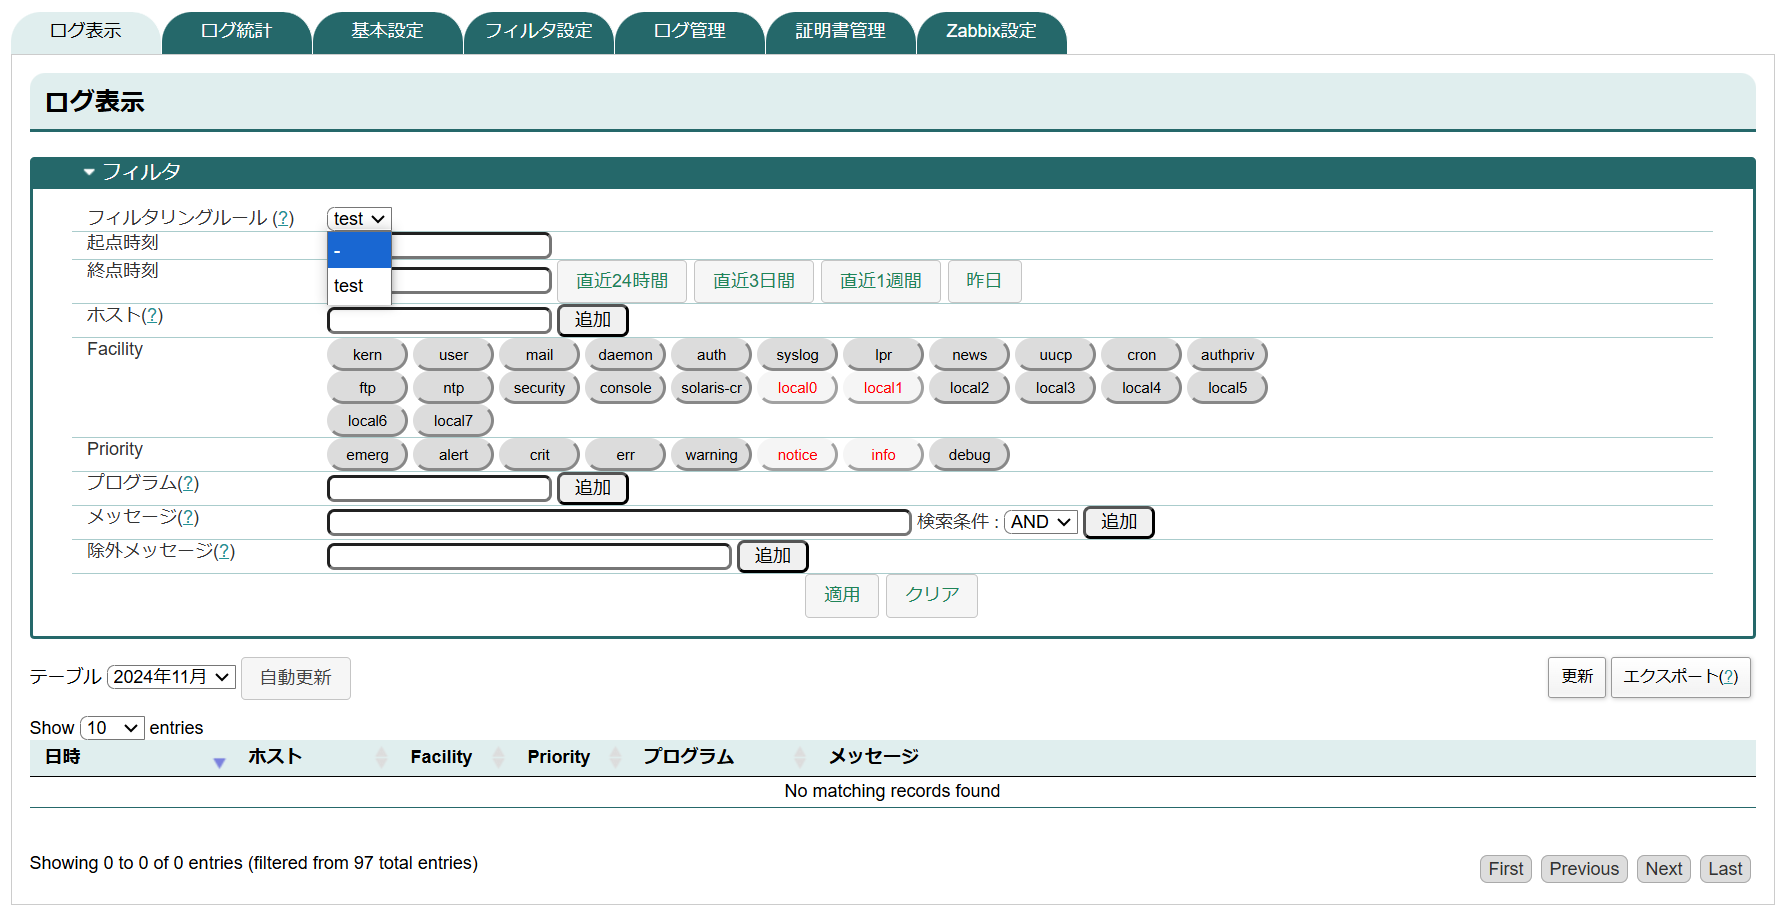 ログ表示 ログ統計 基本設定 フィルタ設定 ログ管理 証明書管理 Zabbix設定
ログ表示
フィルタ
フィルタリングルール (?) test
-
test
起点時刻
終点時刻 直近24時間 直近3日間 直近1週間 昨日
ホスト(?) 追加
Facility kern user mail daemon auth syslog lpr news uucp cron authpriv
ftp ntp security console solaris-cr local0 local1 local2 local3 local4 local5
local6 local7
Priority emerg alert crit err warning notice info debug
プログラム(?) 追加
メッセージ(?) 検索条件 : AND 追加
除外メッセージ(?) 追加
適用 クリア
テーブル 2024年11月 自動更新 更新 エクスポート(?)
Show 10 entries
日時 ホスト Facility Priority プログラム メッセージ
No matching records found
Showing 0 to 0 of 0 entries (filtered from 97 total entries)
First Previous Next Last